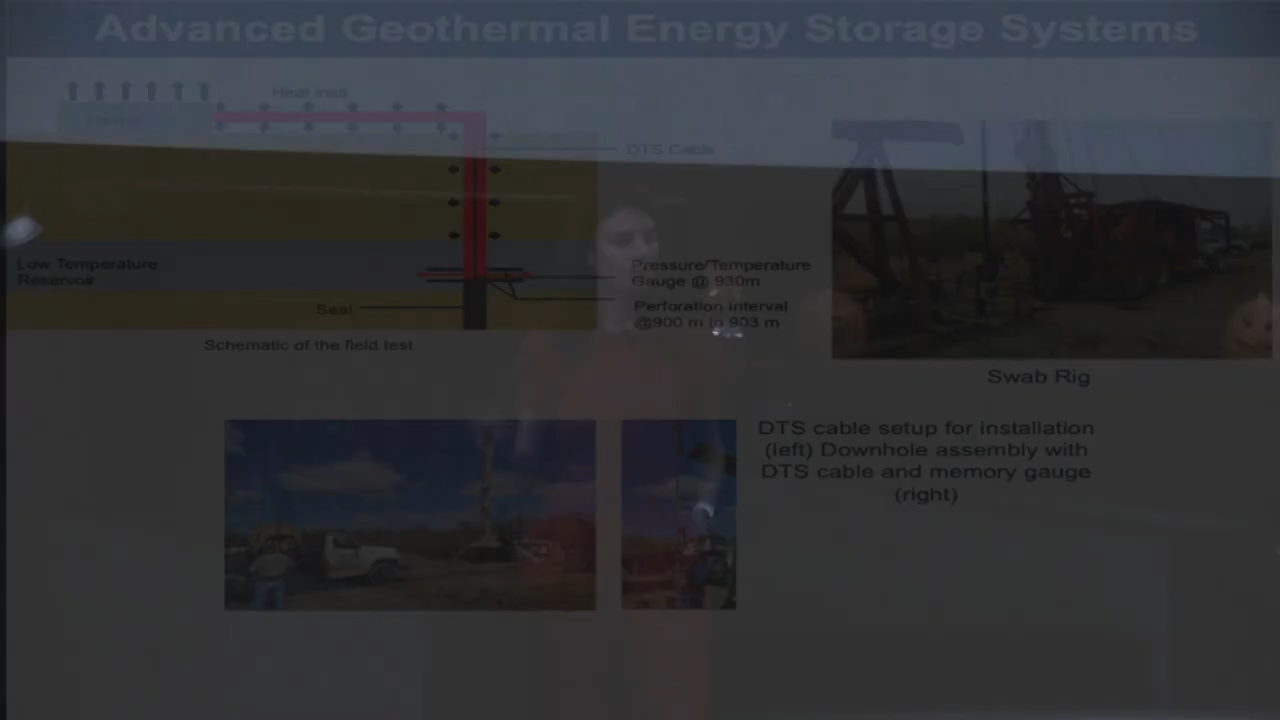 Advanced Geothermal Energy Storage Systems
Heat loss
DTS Cable
Low Temperature
Reservoir
Pressure/Temperature
Gauge @ 930m
Seal
Perforation interval
@900 m to 903 m
Schematic of the field test
Swab Rig
DTS cable setup for installation
(left) Downhole assembly with
DTS cable and memory gauge
(right)